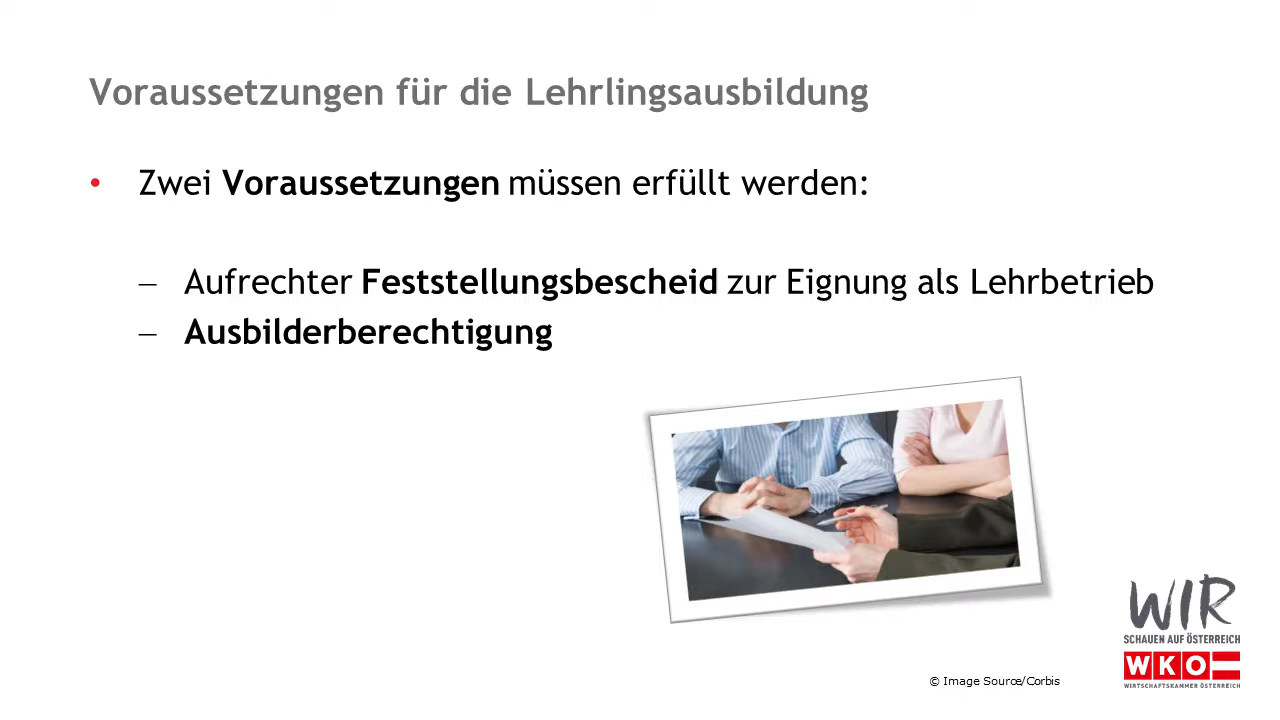 Voraussetzungen für die Lehrlingsausbildung
• Zwei Voraussetzungen müssen erfüllt werden:
– Aufrechter Feststellungsbescheid zur Eignung als Lehrbetrieb
– Ausbilderberechtigung
WIR
SCHAUEN AUF ÖSTERREICH
WKO
WIRTSCHAFTSKAMMER ÖSTERREICH
© Image Source/Corbis